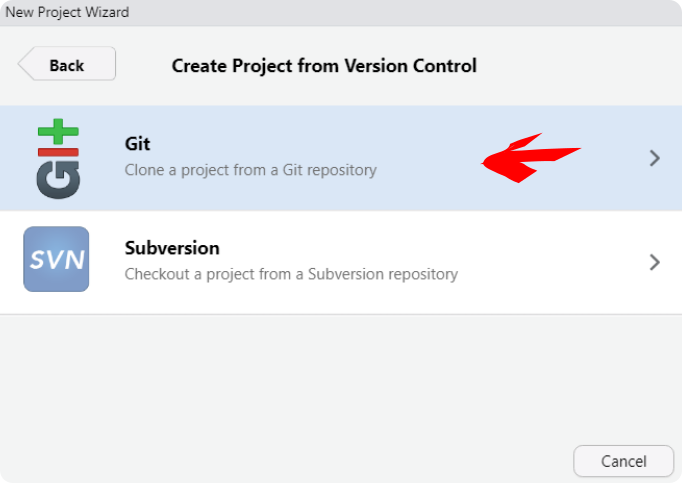 New Project Wizard
Back
Create Project from Version Control
Git
Git
Clone a project from a Git repository
SVN
Subversion
Checkout a project from a Subversion repository
Cancel